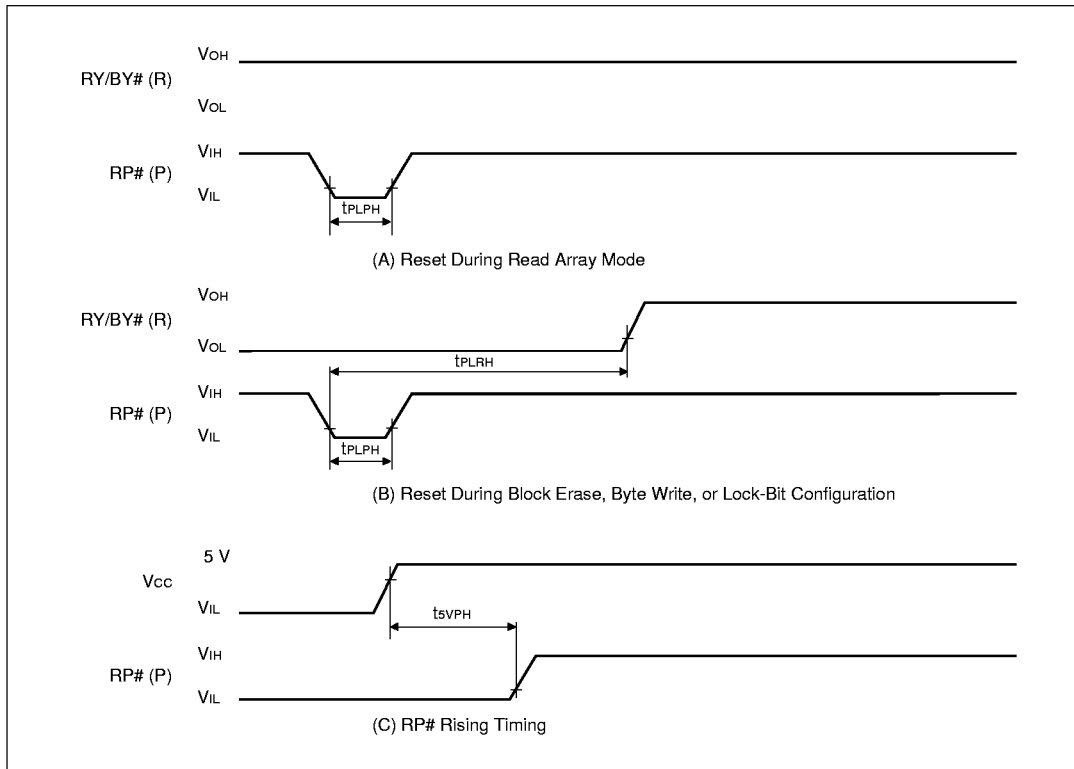 VOH
RY/BY# (R)
VOL
VIH
RP# (P)
VIL
tPLPH
(A) Reset During Read Array Mode
VOH
RY/BY# (R)
VOL
tPLRH
VIH
RP# (P)
VIL
tPLPH
(B) Reset During Block Erase, Byte Write, or Lock-Bit Configuration
5 V
VCC
VIL
t5VPH
VIH
RP# (P)
VIL
(C) RP# Rising Timing